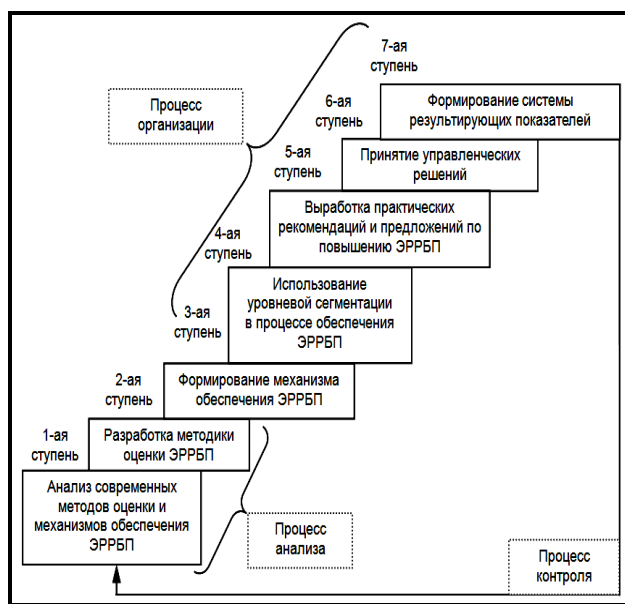 7-ая
ступень
Формирование системы
результирующих показателей
6-ая
ступень
Процесс
организации
Принятие управленческих
решений
5-ая
ступень
Выработка практических
рекомендаций и предложений по
повышению ЭРРБП
4-ая
ступень
Использование
уровневой сегментации
в процессе обеспечения
ЭРРБП
3-ая
ступень
Формирование механизма
обеспечения ЭРРБП
2-ая
ступень
Разработка методики
оценки ЭРРБП
1-ая
ступень
Анализ современных
методов оценки и
механизмов обеспечения
ЭРРБП
Процесс
анализа
Процесс
контроля